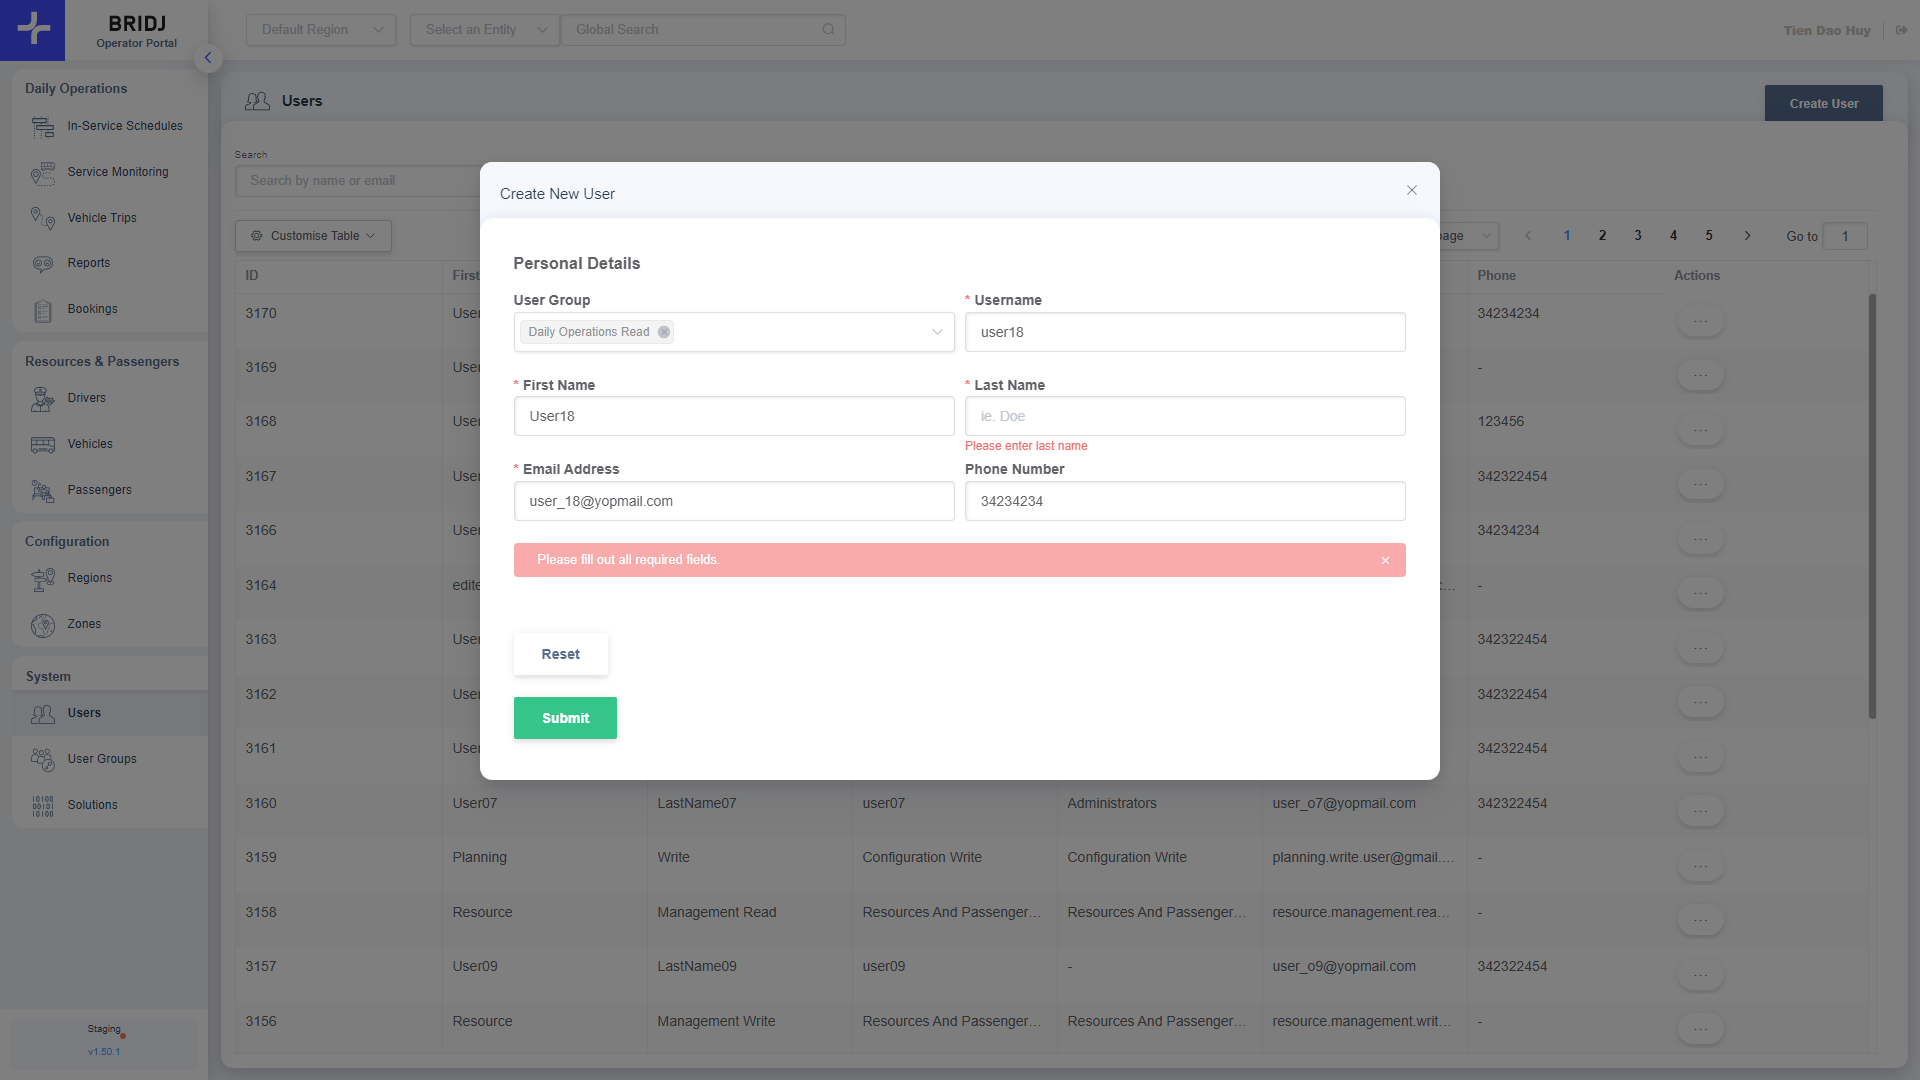 BRIDJ
Operator Portal
Default Region
Select an Entity
Global Search
Tien Dao Huy
Daily Operations
In-Service Schedules
Service Monitoring
Vehicle Trips
Reports
Bookings
Resources & Passengers
Drivers
Vehicles
Passengers
Configuration
Regions
Zones
System
Users
User Groups
Solutions
Staging
v1.50.1
Users
Create User
Search
Search by name or email
Customise Table
age
1 2 3 4 5
Go to 1
ID First Phone Actions
3170 User 34234234 ...
3169 User - ...
3168 User 123456 ...
3167 User 342322454 ...
3166 User 34234234 ...
3164 edite c... - ...
3163 User 342322454 ...
3162 User 342322454 ...
3161 User 342322454 ...
3160 User07 LastName07 user07 Administrators user_o7@yopmail.com 342322454 ...
3159 Planning Write Configuration Write Configuration Write planning.write.user@gmail.... - ...
3158 Resource Management Read Resources And Passenger... Resources And Passenger... resource.management.rea... - ...
3157 User09 LastName09 user09 - user_o9@yopmail.com 342322454 ...
3156 Resource Management Write Resources And Passenger... Resources And Passenger... resource.management.writ... - ...
Create New User
Personal Details
User Group
Daily Operations Read
* Username
user18
* First Name
User18
* Last Name
ie. Doe
Please enter last name
* Email Address
user_18@yopmail.com
Phone Number
34234234
Please fill out all required fields.
Reset
Submit